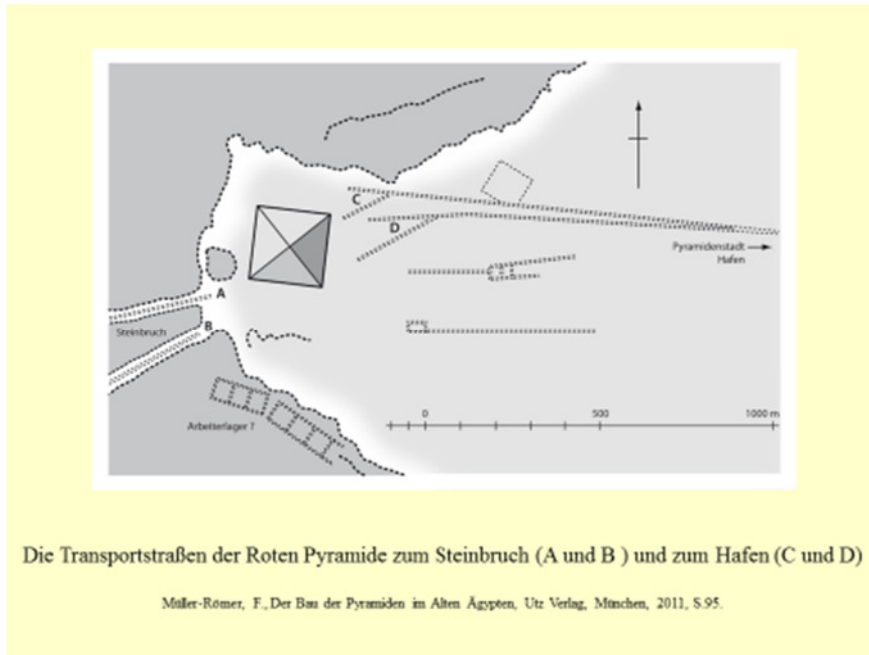 C
D
Pyramidenstadt
Hafen
A
Steinbruch
B
0
500
1000 m
Arbeiterlager ?
Die Transportstraßen der Roten Pyramide zum Steinbruch (A und B ) und zum Hafen (C und D)
Müller-Römer, F., Der Bau der Pyramiden im Alten Ägypten, Utz Verlag, München, 2011, S.95.